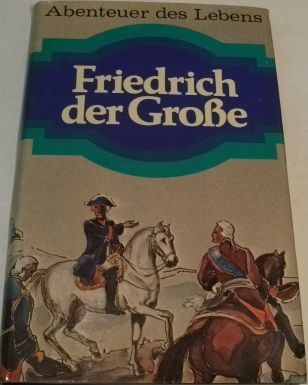 Abenteuer des Lebens
Friedrich
der Große